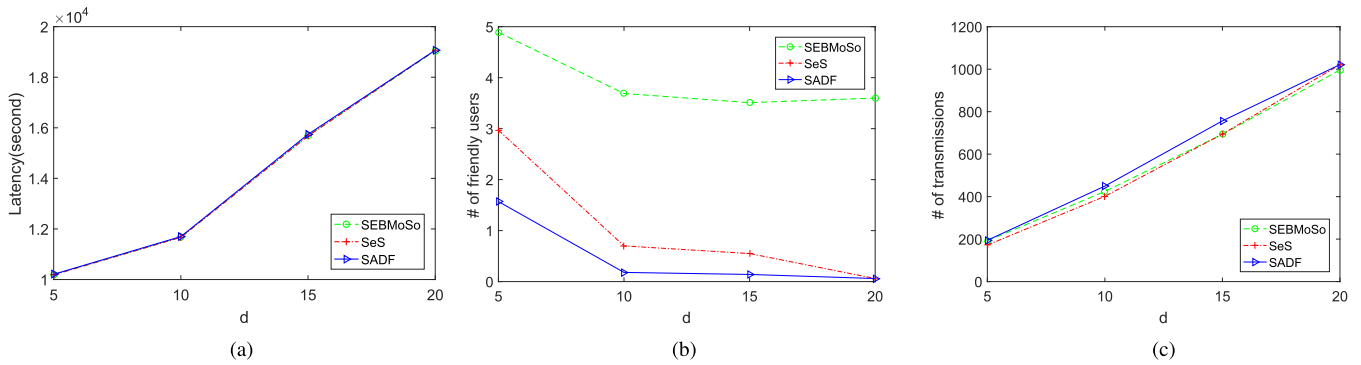 ×10⁴
2
1.8
1.6
1.4
1.2
1
5
10
15
20
Latency(second)
d
SEBMoSo
SeS
SADF
(a)
5
4
3
2
1
0
5
10
15
20
# of friendly users
d
SEBMoSo
SeS
SADF
(b)
1200
1000
800
600
400
200
0
5
10
15
20
# of transmissions
d
SEBMoSo
SeS
SADF
(c)